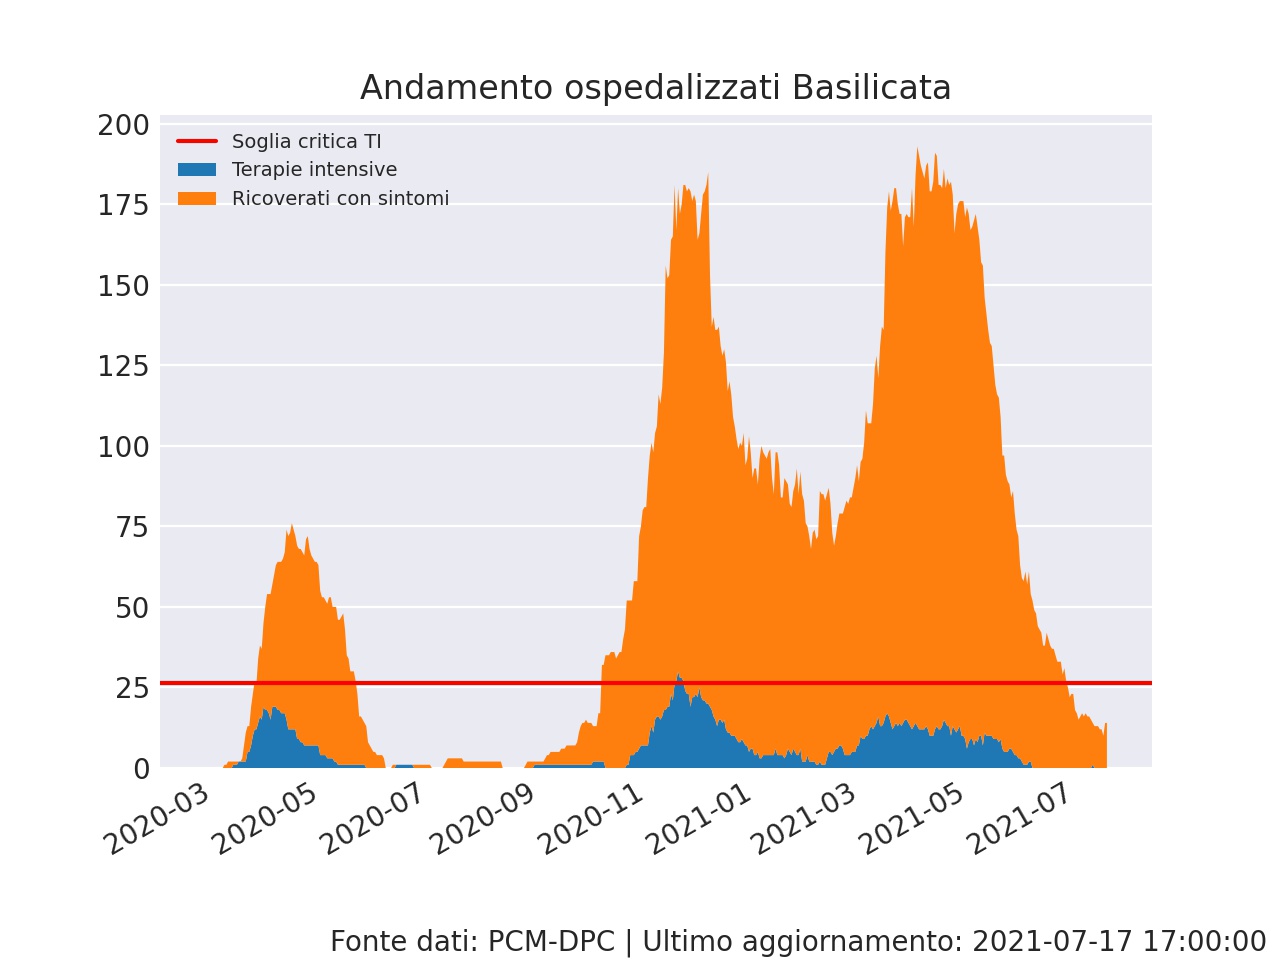 Andamento ospedalizzati Basilicata
Soglia critica TI
Terapie intensive
Ricoverati con sintomi
200
175
150
125
100
75
50
25
0
2020-03 2020-05 2020-07 2020-09 2020-11 2021-01 2021-03 2021-05 2021-07
Fonte dati: PCM-DPC | Ultimo aggiornamento: 2021-07-17 17:00:00